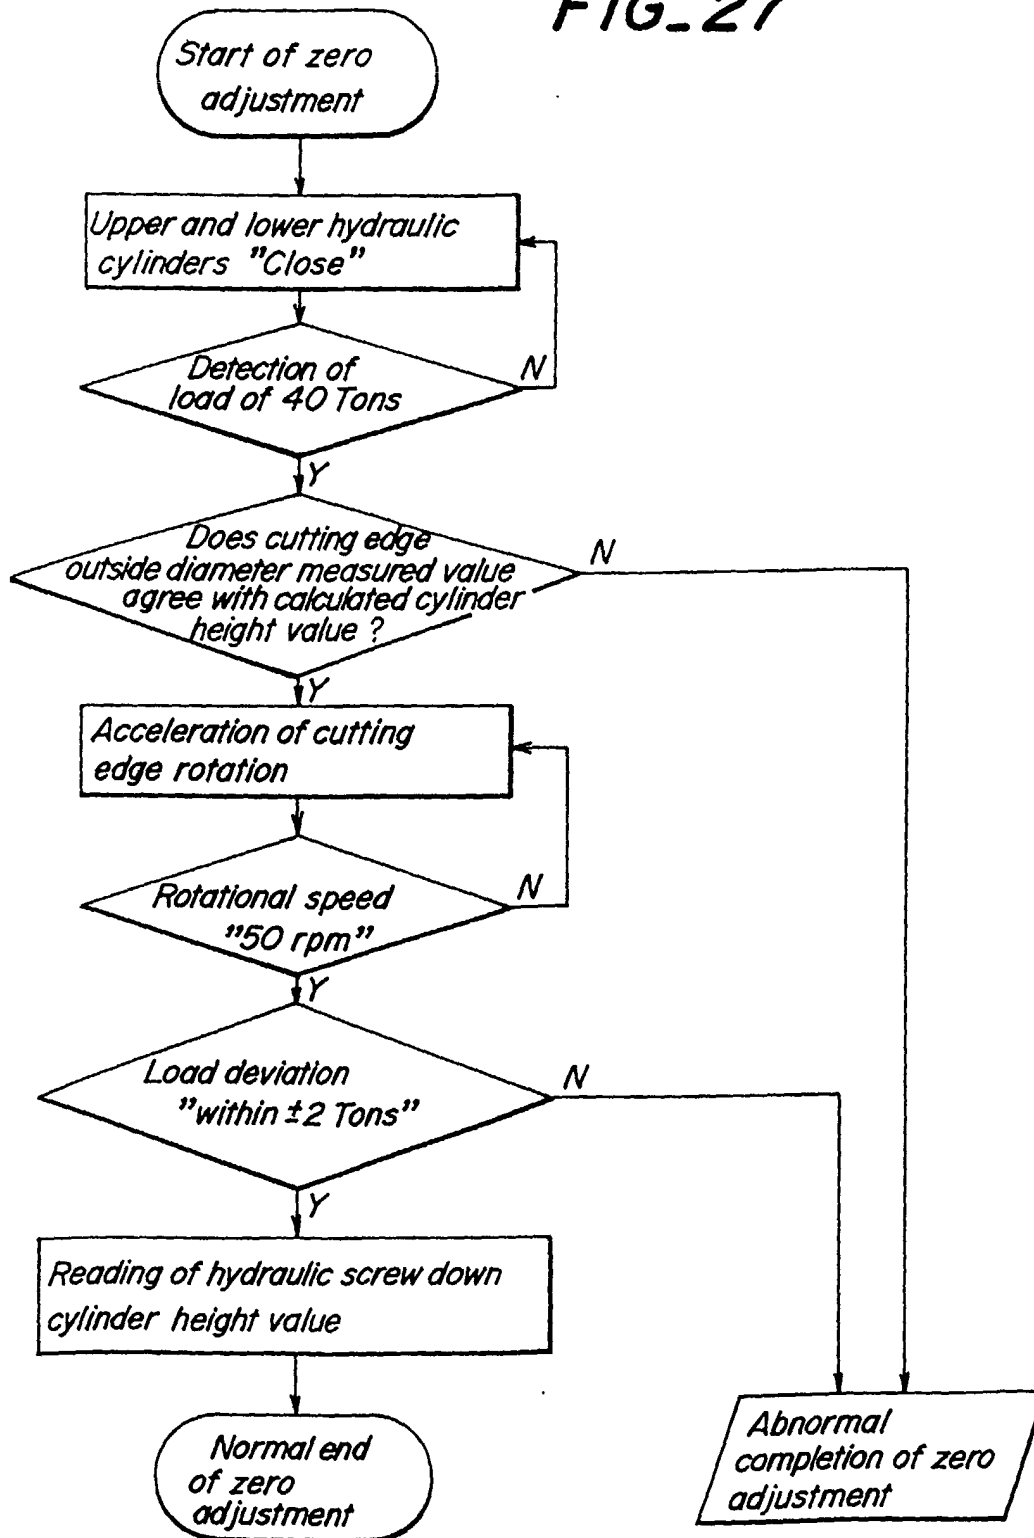 FIG_27
Start of zero
adjustment
Upper and lower hydraulic
cylinders "Close"
Detection of
load of 40 Tons
N
Y
Does cutting edge
outside diameter measured value
agree with calculated cylinder
height value ?
N
Y
Acceleration of cutting
edge rotation
Rotational speed
"50 rpm"
N
Y
Load deviation
"within ±2 Tons"
N
Y
Reading of hydraulic screw down
cylinder height value
Normal end
of zero
adjustment
Abnormal
completion of zero
adjustment